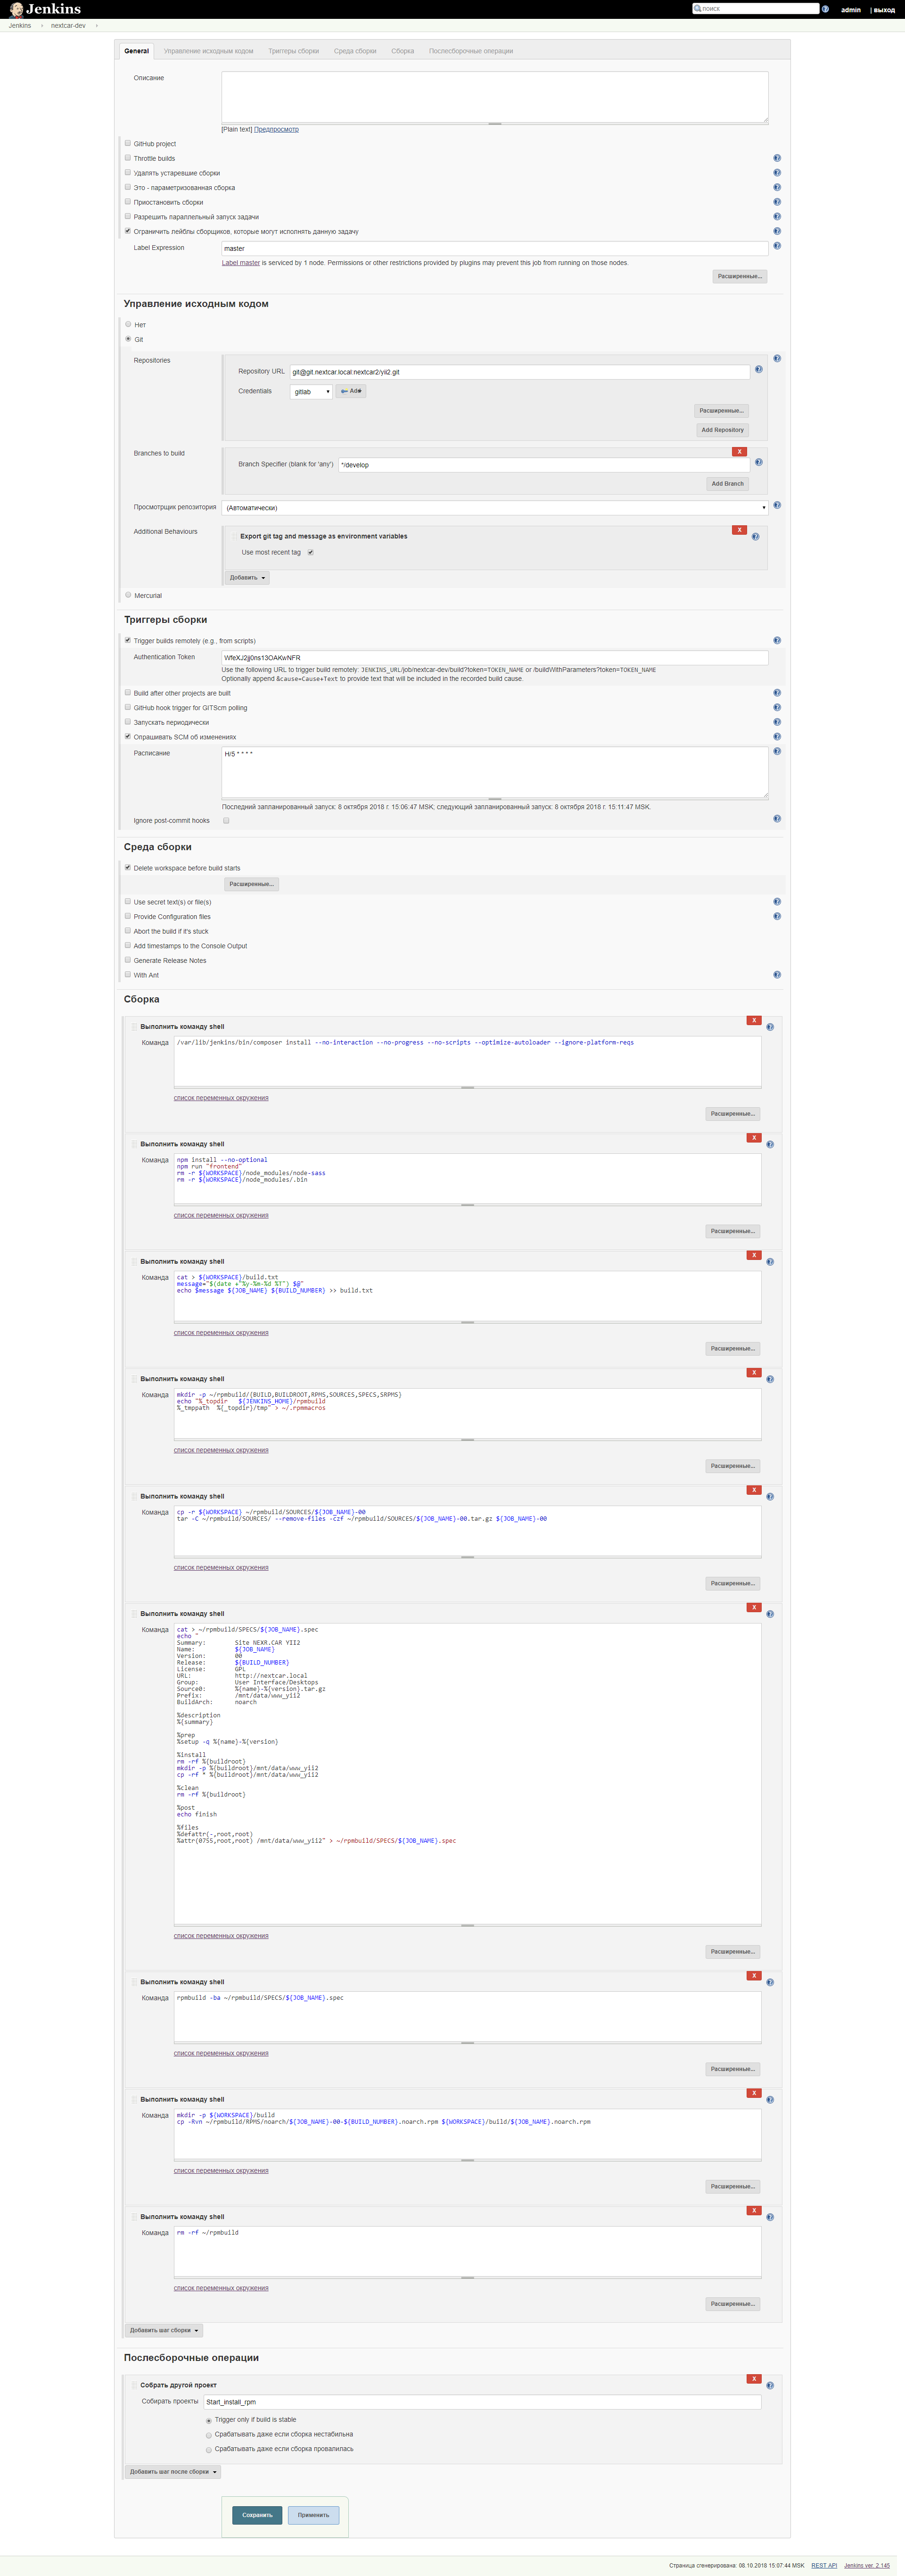 Jenkins
поиск
admin
| выход
Jenkins
nextcar-dev
General
Управление исходным кодом
Триггеры сборки
Среда сборки
Сборка
Послесборочные операции
Описание
[Plain text] Предпросмотр
GitHub project
Throttle builds
Удалять устаревшие сборки
Это - параметризованная сборка
Приостановить сборки
Разрешить параллельный запуск задачи
Ограничить лейблы сборщиков, которые могут исполнять данную задачу
Label Expression
master
Label master is serviced by 1 node. Permissions or other restrictions provided by plugins may prevent this job from running on those nodes.
Расширенные...
Управление исходным кодом
Нет
Git
Repositories
Repository URL
git@git.nextcar.local:nextcar2/yii2.git
Credentials
gitlab
Add
Расширенные...
Add Repository
Branches to build
X
Branch Specifier (blank for 'any')
*/develop
Add Branch
Просмотрщик репозитория
(Автоматически)
Additional Behaviours
X
Export git tag and message as environment variables
Use most recent tag
Добавить
Mercurial
Триггеры сборки
Trigger builds remotely (e.g., from scripts)
Authentication Token
WfeXJ2jj0ns13OAKwNFR
Use the following URL to trigger build remotely: JENKINS_URL/job/nextcar-dev/build?token=TOKEN_NAME or /buildWithParameters?token=TOKEN_NAME
Optionally append &cause=Cause+Text to provide text that will be included in the recorded build cause.
Build after other projects are built
GitHub hook trigger for GITScm polling
Запускать периодически
Опрашивать SCM об изменениях
Расписание
H/5 * * * *
Последний запланированный запуск: 8 октября 2018 г. 15:06:47 MSK; следующий запланированный запуск: 8 октября 2018 г. 15:11:47 MSK.
Ignore post-commit hooks
Среда сборки
Delete workspace before build starts
Расширенные...
Use secret text(s) or file(s)
Provide Configuration files
Abort the build if it's stuck
Add timestamps to the Console Output
Generate Release Notes
With Ant
Сборка
X
Выполнить команду shell
Команда
/var/lib/jenkins/bin/composer install --no-interaction --no-progress --no-scripts --optimize-autoloader --ignore-platform-reqs
список переменных окружения
Расширенные...
X
Выполнить команду shell
Команда
npm install --no-optional
npm run "frontend"
rm -r ${WORKSPACE}/node_modules/node-sass
rm -r ${WORKSPACE}/node_modules/.bin
список переменных окружения
Расширенные...
X
Выполнить команду shell
Команда
cat > ${WORKSPACE}/build.txt
message="$(date +"%y-%m-%d %T") $@"
echo $message ${JOB_NAME} ${BUILD_NUMBER} >> build.txt
список переменных окружения
Расширенные...
X
Выполнить команду shell
Команда
mkdir -p ~/rpmbuild/{BUILD,BUILDROOT,RPMS,SOURCES,SPECS,SRPMS}
echo "%_topdir   ${JENKINS_HOME}/rpmbuild
%_tmppath  %{_topdir}/tmp" > ~/.rpmmacros
список переменных окружения
Расширенные...
X
Выполнить команду shell
Команда
cp -r ${WORKSPACE} ~/rpmbuild/SOURCES/${JOB_NAME}-00
tar -C ~/rpmbuild/SOURCES/ --remove-files -czf ~/rpmbuild/SOURCES/${JOB_NAME}-00.tar.gz ${JOB_NAME}-00
список переменных окружения
Расширенные...
X
Выполнить команду shell
Команда
cat > ~/rpmbuild/SPECS/${JOB_NAME}.spec
echo "
Summary: Site NEXR.CAR YII2
Name: ${JOB_NAME}
Version: 00
Release: ${BUILD_NUMBER}
License: GPL
URL: http://nextcar.local
Group: User Interface/Desktops
Source0: %{name}-%{version}.tar.gz
Prefix: /mnt/data/www_yii2
BuildArch: noarch
%description
%{summary}
%prep
%setup -q %{name}-%{version}
%install
rm -rf %{buildroot}
mkdir -p %{buildroot}/mnt/data/www_yii2
cp -rf * %{buildroot}/mnt/data/www_yii2
%clean
rm -rf %{buildroot}
%post
echo finish
%files
%defattr(-,root,root)
%attr(0755,root,root) /mnt/data/www_yii2" > ~/rpmbuild/SPECS/${JOB_NAME}.spec
список переменных окружения
Расширенные...
X
Выполнить команду shell
Команда
rpmbuild -ba ~/rpmbuild/SPECS/${JOB_NAME}.spec
список переменных окружения
Расширенные...
X
Выполнить команду shell
Команда
mkdir -p ${WORKSPACE}/build
cp -Rvn ~/rpmbuild/RPMS/noarch/${JOB_NAME}-00-${BUILD_NUMBER}.noarch.rpm ${WORKSPACE}/build/${JOB_NAME}.noarch.rpm
список переменных окружения
Расширенные...
X
Выполнить команду shell
Команда
rm -rf ~/rpmbuild
список переменных окружения
Расширенные...
Добавить шаг сборки
Послесборочные операции
X
Собрать другой проект
Собирать проекты
Start_install_rpm
Trigger only if build is stable
Срабатывать даже если сборка нестабильна
Срабатывать даже если сборка провалилась
Добавить шаг после сборки
Сохранить
Применить
Страница сгенерирована: 08.10.2018 15:07:44 MSK
REST API
Jenkins ver. 2.145